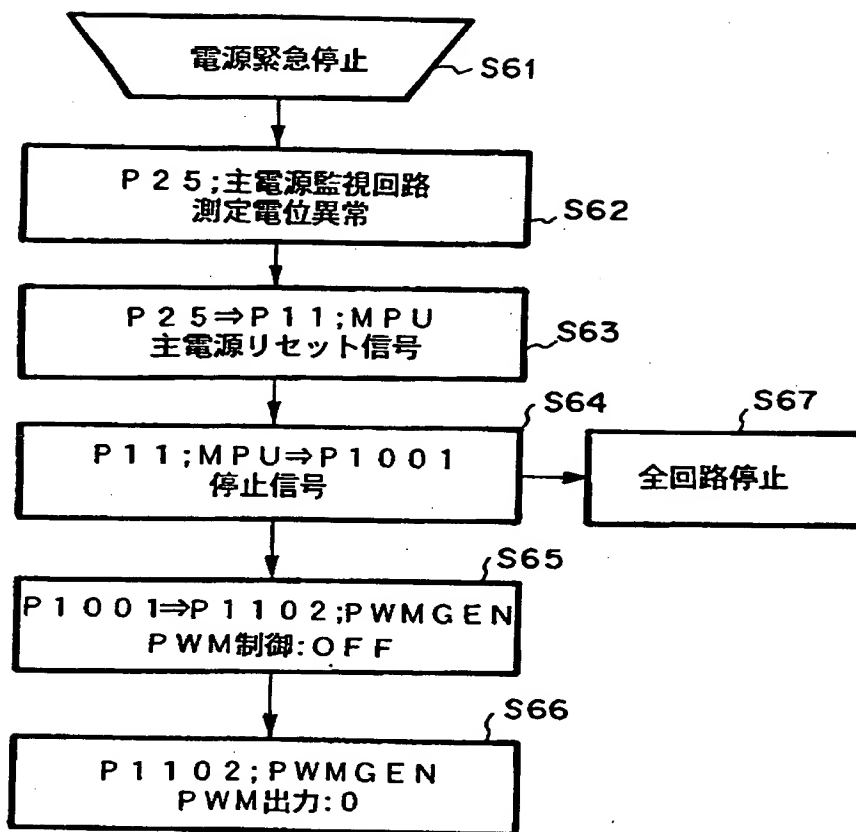 電源緊急停止
S61
P25;主電源監視回路
測定電位異常
S62
P25⇒P11;MPU
主電源リセット信号
S63
S64
P11;MPU⇒P1001
停止信号
S67
全回路停止
S65
P1001⇒P1102;PWMGEN
PWM制御:OFF
S66
P1102;PWMGEN
PWM出力:0